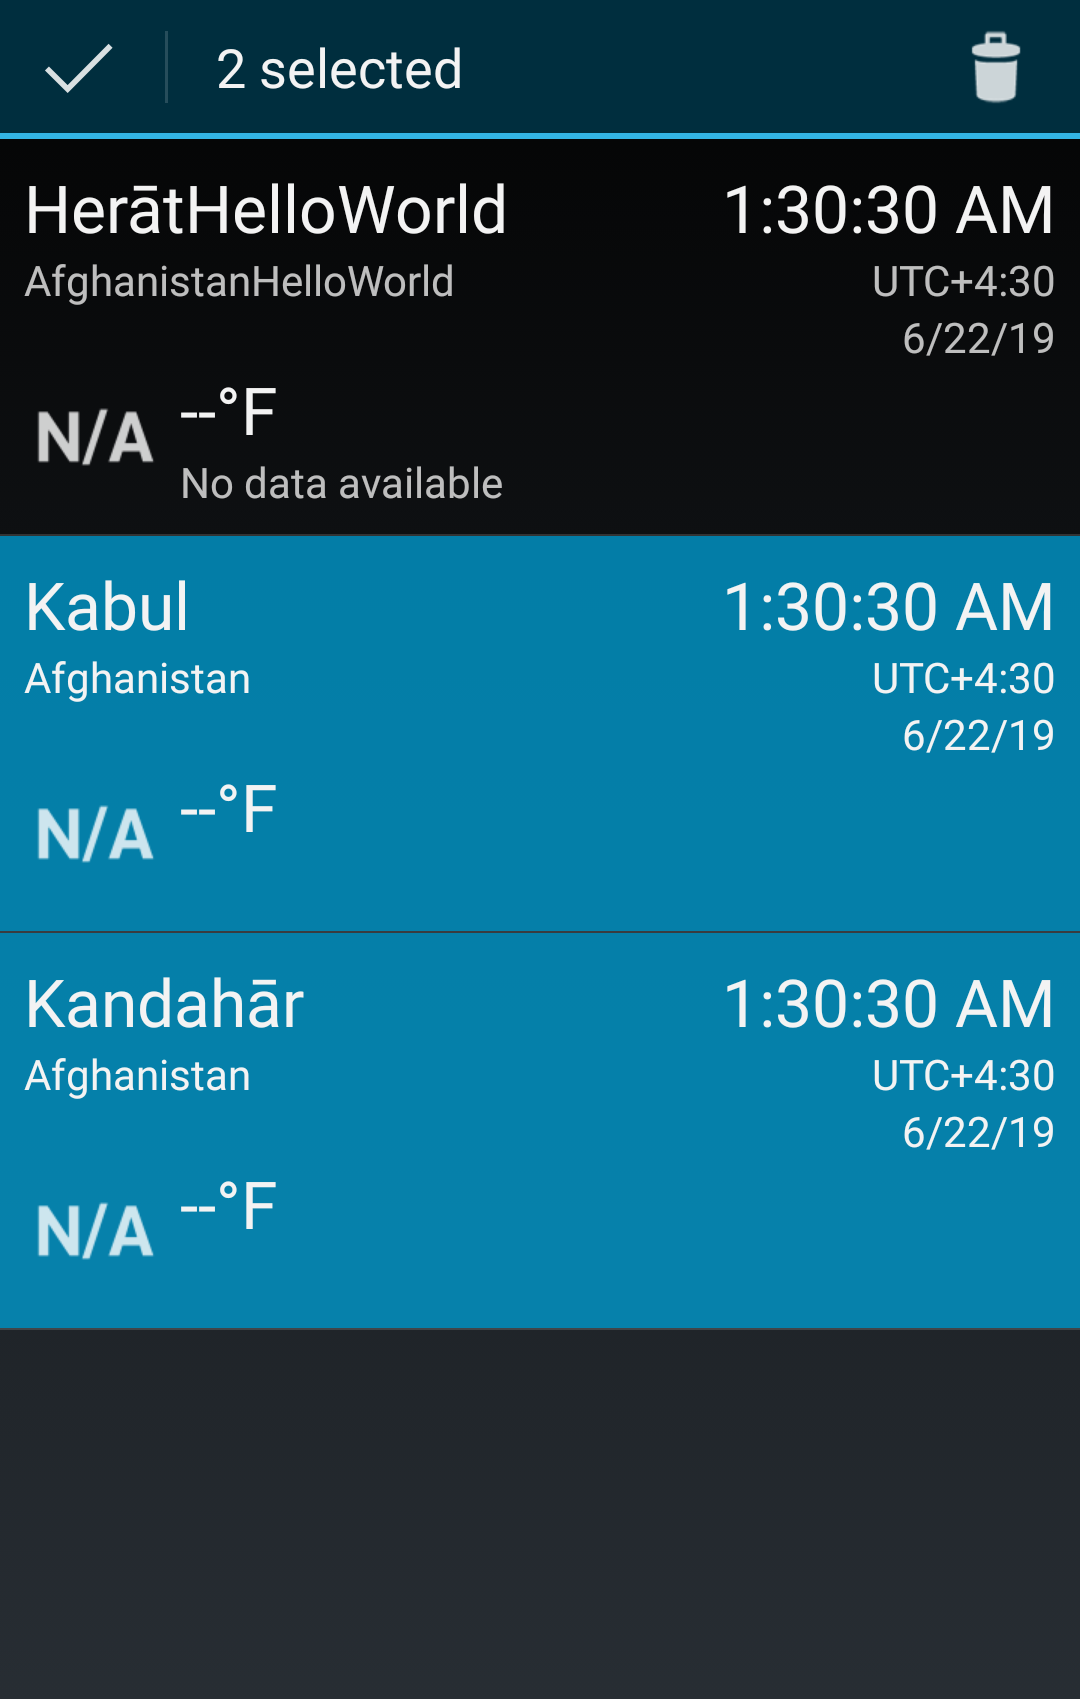 2 selected
HerātHelloWorld 1:30:30 AM
AfghanistanHelloWorld UTC+4:30
6/22/19
N/A --°F
No data available
Kabul 1:30:30 AM
Afghanistan UTC+4:30
6/22/19
N/A --°F
Kandahār 1:30:30 AM
Afghanistan UTC+4:30
6/22/19
N/A --°F